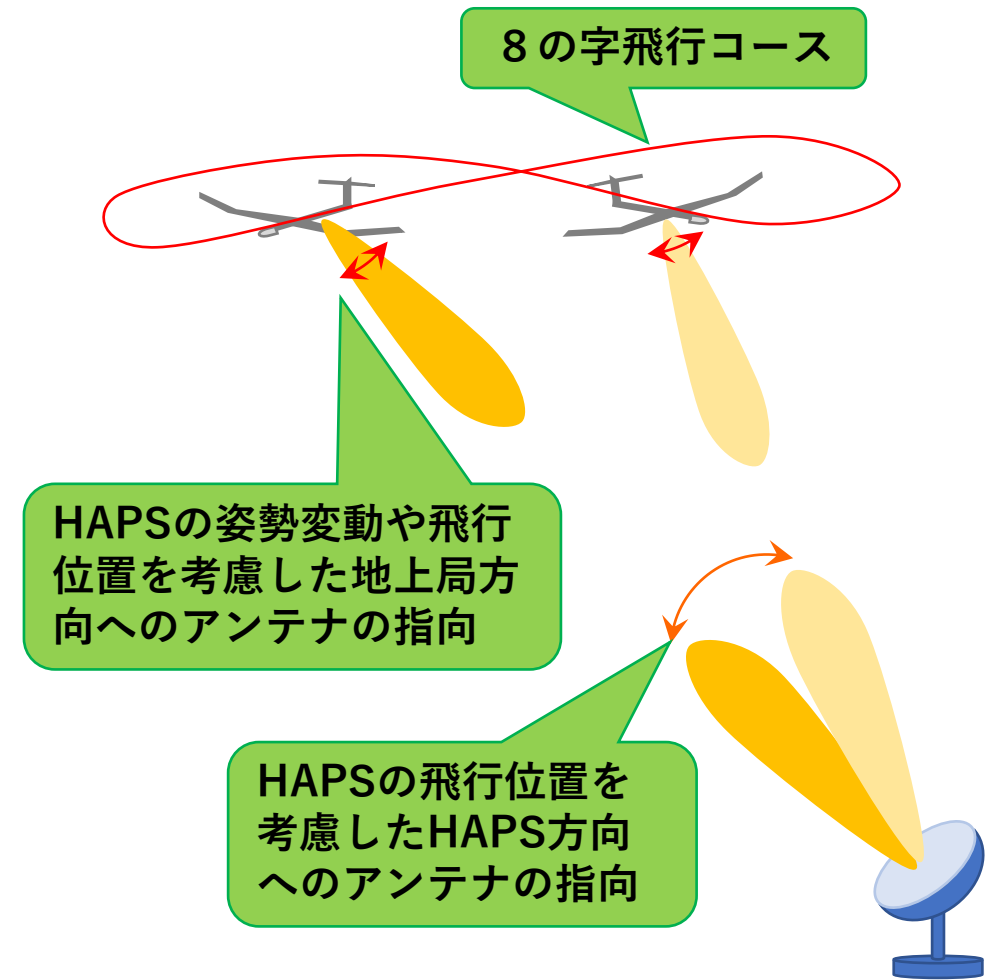 ８の字飛行コース
HAPSの姿勢変動や飛行
位置を考慮した地上局方
向へのアンテナの指向
HAPSの飛行位置を
考慮したHAPS方向
へのアンテナの指向